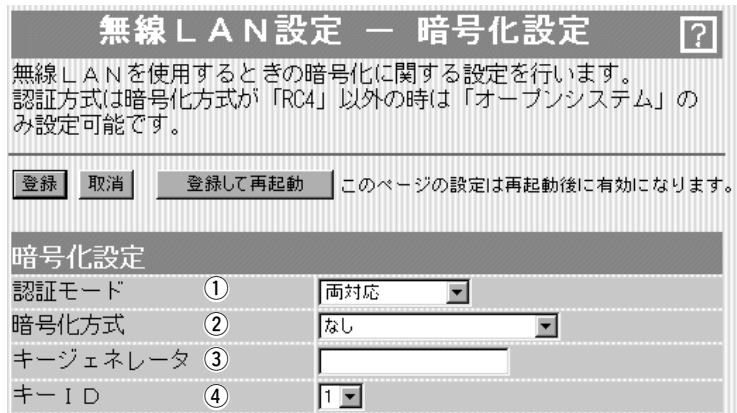 無線ＬＡＮ設定 － 暗号化設定 ?
無線ＬＡＮを使用するときの暗号化に関する設定を行います。
認証方式は暗号化方式が「RC4」以外の時は「オープンシステム」の
み設定可能です。
登録 取消 登録して再起動 このページの設定は再起動後に有効になります。
暗号化設定
認証モード ① 両対応
暗号化方式 ② なし
キージェネレータ ③
キーＩＤ ④ 1